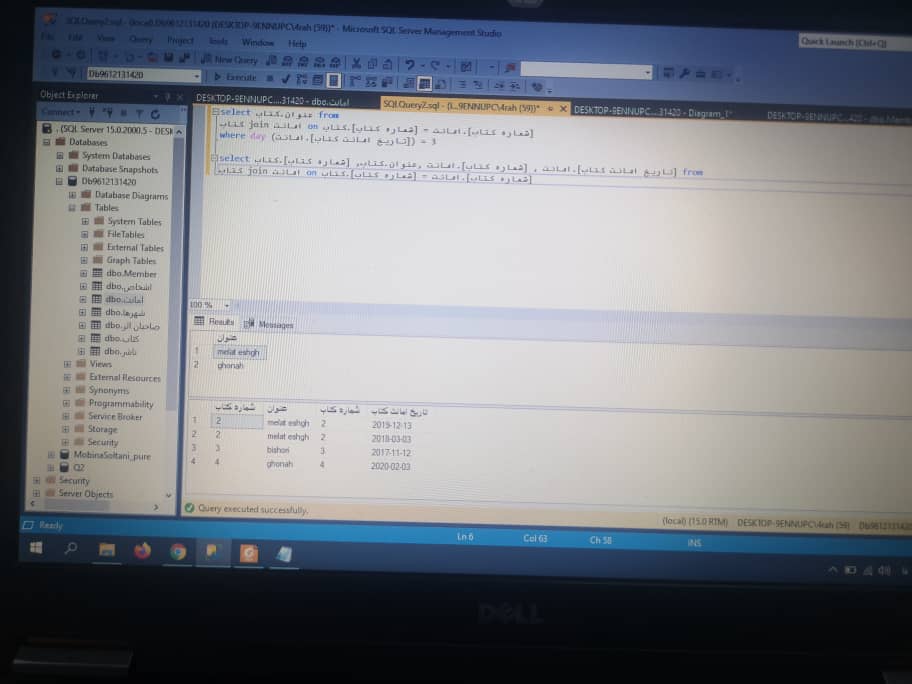 SQLQuery2.sql - (local).Db9612131420 (DESKTOP-9ENNUPC\4rah (59))* - Microsoft SQL Server Management Studio
Quick Launch (Ctrl+Q)
File Edit View Query Project Tools Window Help
New Query
Db9612131420
Execute
Object Explorer
DESKTOP-9ENNUPC....31420 - dbo.امانت
SQLQuery2.sql - (l...9ENNUPC\4rah (59))*
DESKTOP-9ENNUPC....31420 - Diagram_1*
DESKTOP-9ENNUPC...420 - dbo.Memb
Connect
. (SQL Server 15.0.2000.5 - DESK
Databases
System Databases
Database Snapshots
Db9612131420
Database Diagrams
Tables
System Tables
FileTables
External Tables
Graph Tables
dbo.Member
dbo.اشخاص
dbo.امانت
dbo.شهرها
dbo.صاحبان اثر
dbo.کتاب
dbo.ناشر
Views
External Resources
Synonyms
Programmability
Service Broker
Storage
Security
MobinaSoltani_pure
Q2
Security
Server Objects
select عنوان.کتاب from
کتاب join امانت on کتاب.[شماره کتاب] = امانت.[شماره کتاب]
where day (امانت.[تاریخ امانت کتاب]) = 3
select کتاب.[شماره کتاب] ,عنوان.کتاب, امانت.[شماره کتاب] , امانت.[تاریخ امانت کتاب] from
کتاب join امانت on کتاب.[شماره کتاب] = امانت.[شماره کتاب]
100 %
Results Messages
عنوان
1 melat eshgh
2 ghoriah
شماره کتاب عنوان شماره کتاب تاریخ امانت کتاب
1 2 melat eshgh 2 2019-12-13
2 2 melat eshgh 2 2018-03-03
3 3 bishori 3 2017-11-12
4 4 ghoriah 4 2020-02-03
Query executed successfully.
(local) (15.0 RTM) DESKTOP-9ENNUPC\4rah (59) Db9612131420
Ready
Ln 6 Col 63 Ch 58 INS
DELL